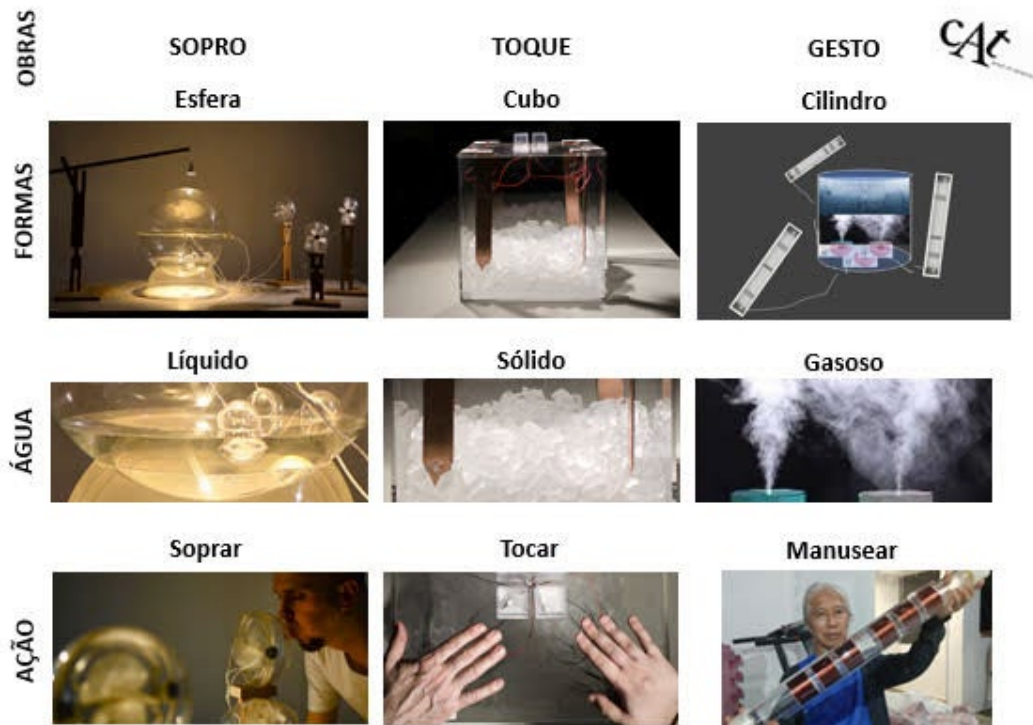 OBRAS
SOPRO
TOQUE
GESTO
cAt
FORMAS
Esfera
Cubo
Cilindro
ÁGUA
Líquido
Sólido
Gasoso
AÇÃO
Soprar
Tocar
Manusear